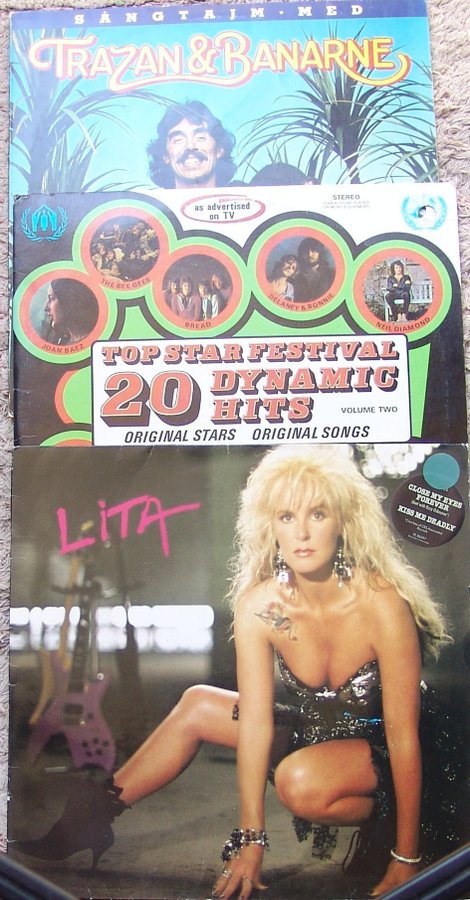 SÅNGTAJM · MED
TRAZAN & BANARNE
as advertised
on TV
STEREO
THE BEE GEES
BREAD
DELANEY & BONNIE
NEIL DIAMOND
JOAN BAEZ
TOP STAR FESTIVAL
20 DYNAMIC
HITS
VOLUME TWO
ORIGINAL STARS ORIGINAL SONGS
LITA
CLOSE MY EYES
FOREVER
KISS ME DEADLY